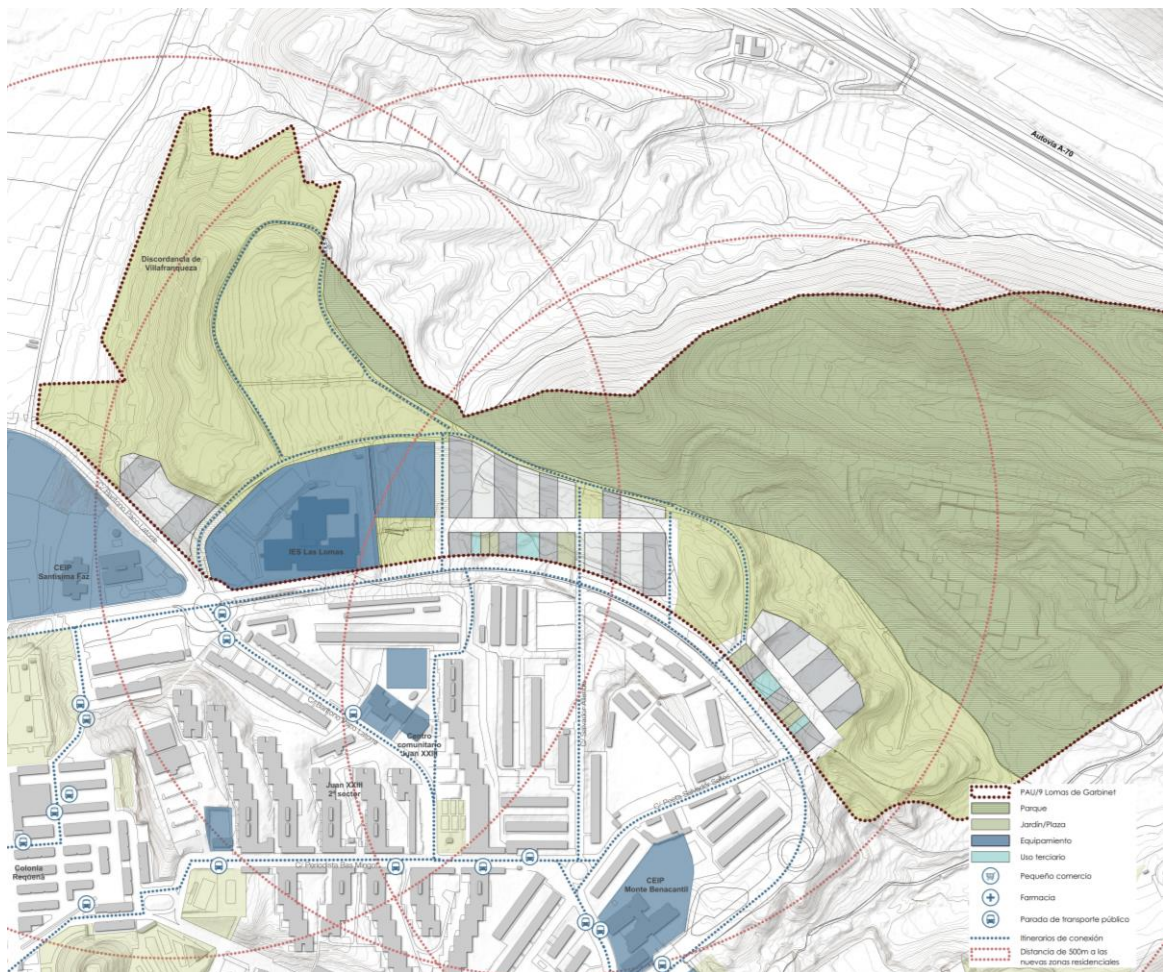 Autovía A-70
Discordancia de
Villafranqueza
IES Las Lomas
CEIP
Santísima Faz
Centro
comunitario
Juan XXIII
Juan XXIII
2º sector
Colonia
Requena
CEIP
Monte Benacantil
PAU/9 Lomas de Garbinet
Parque
Jardín/Plaza
Equipamiento
Uso terciario
Pequeño comercio
Farmacia
Parada de transporte público
Itinerarios de conexión
Distancia de 500m a las
nuevas zonas residenciales